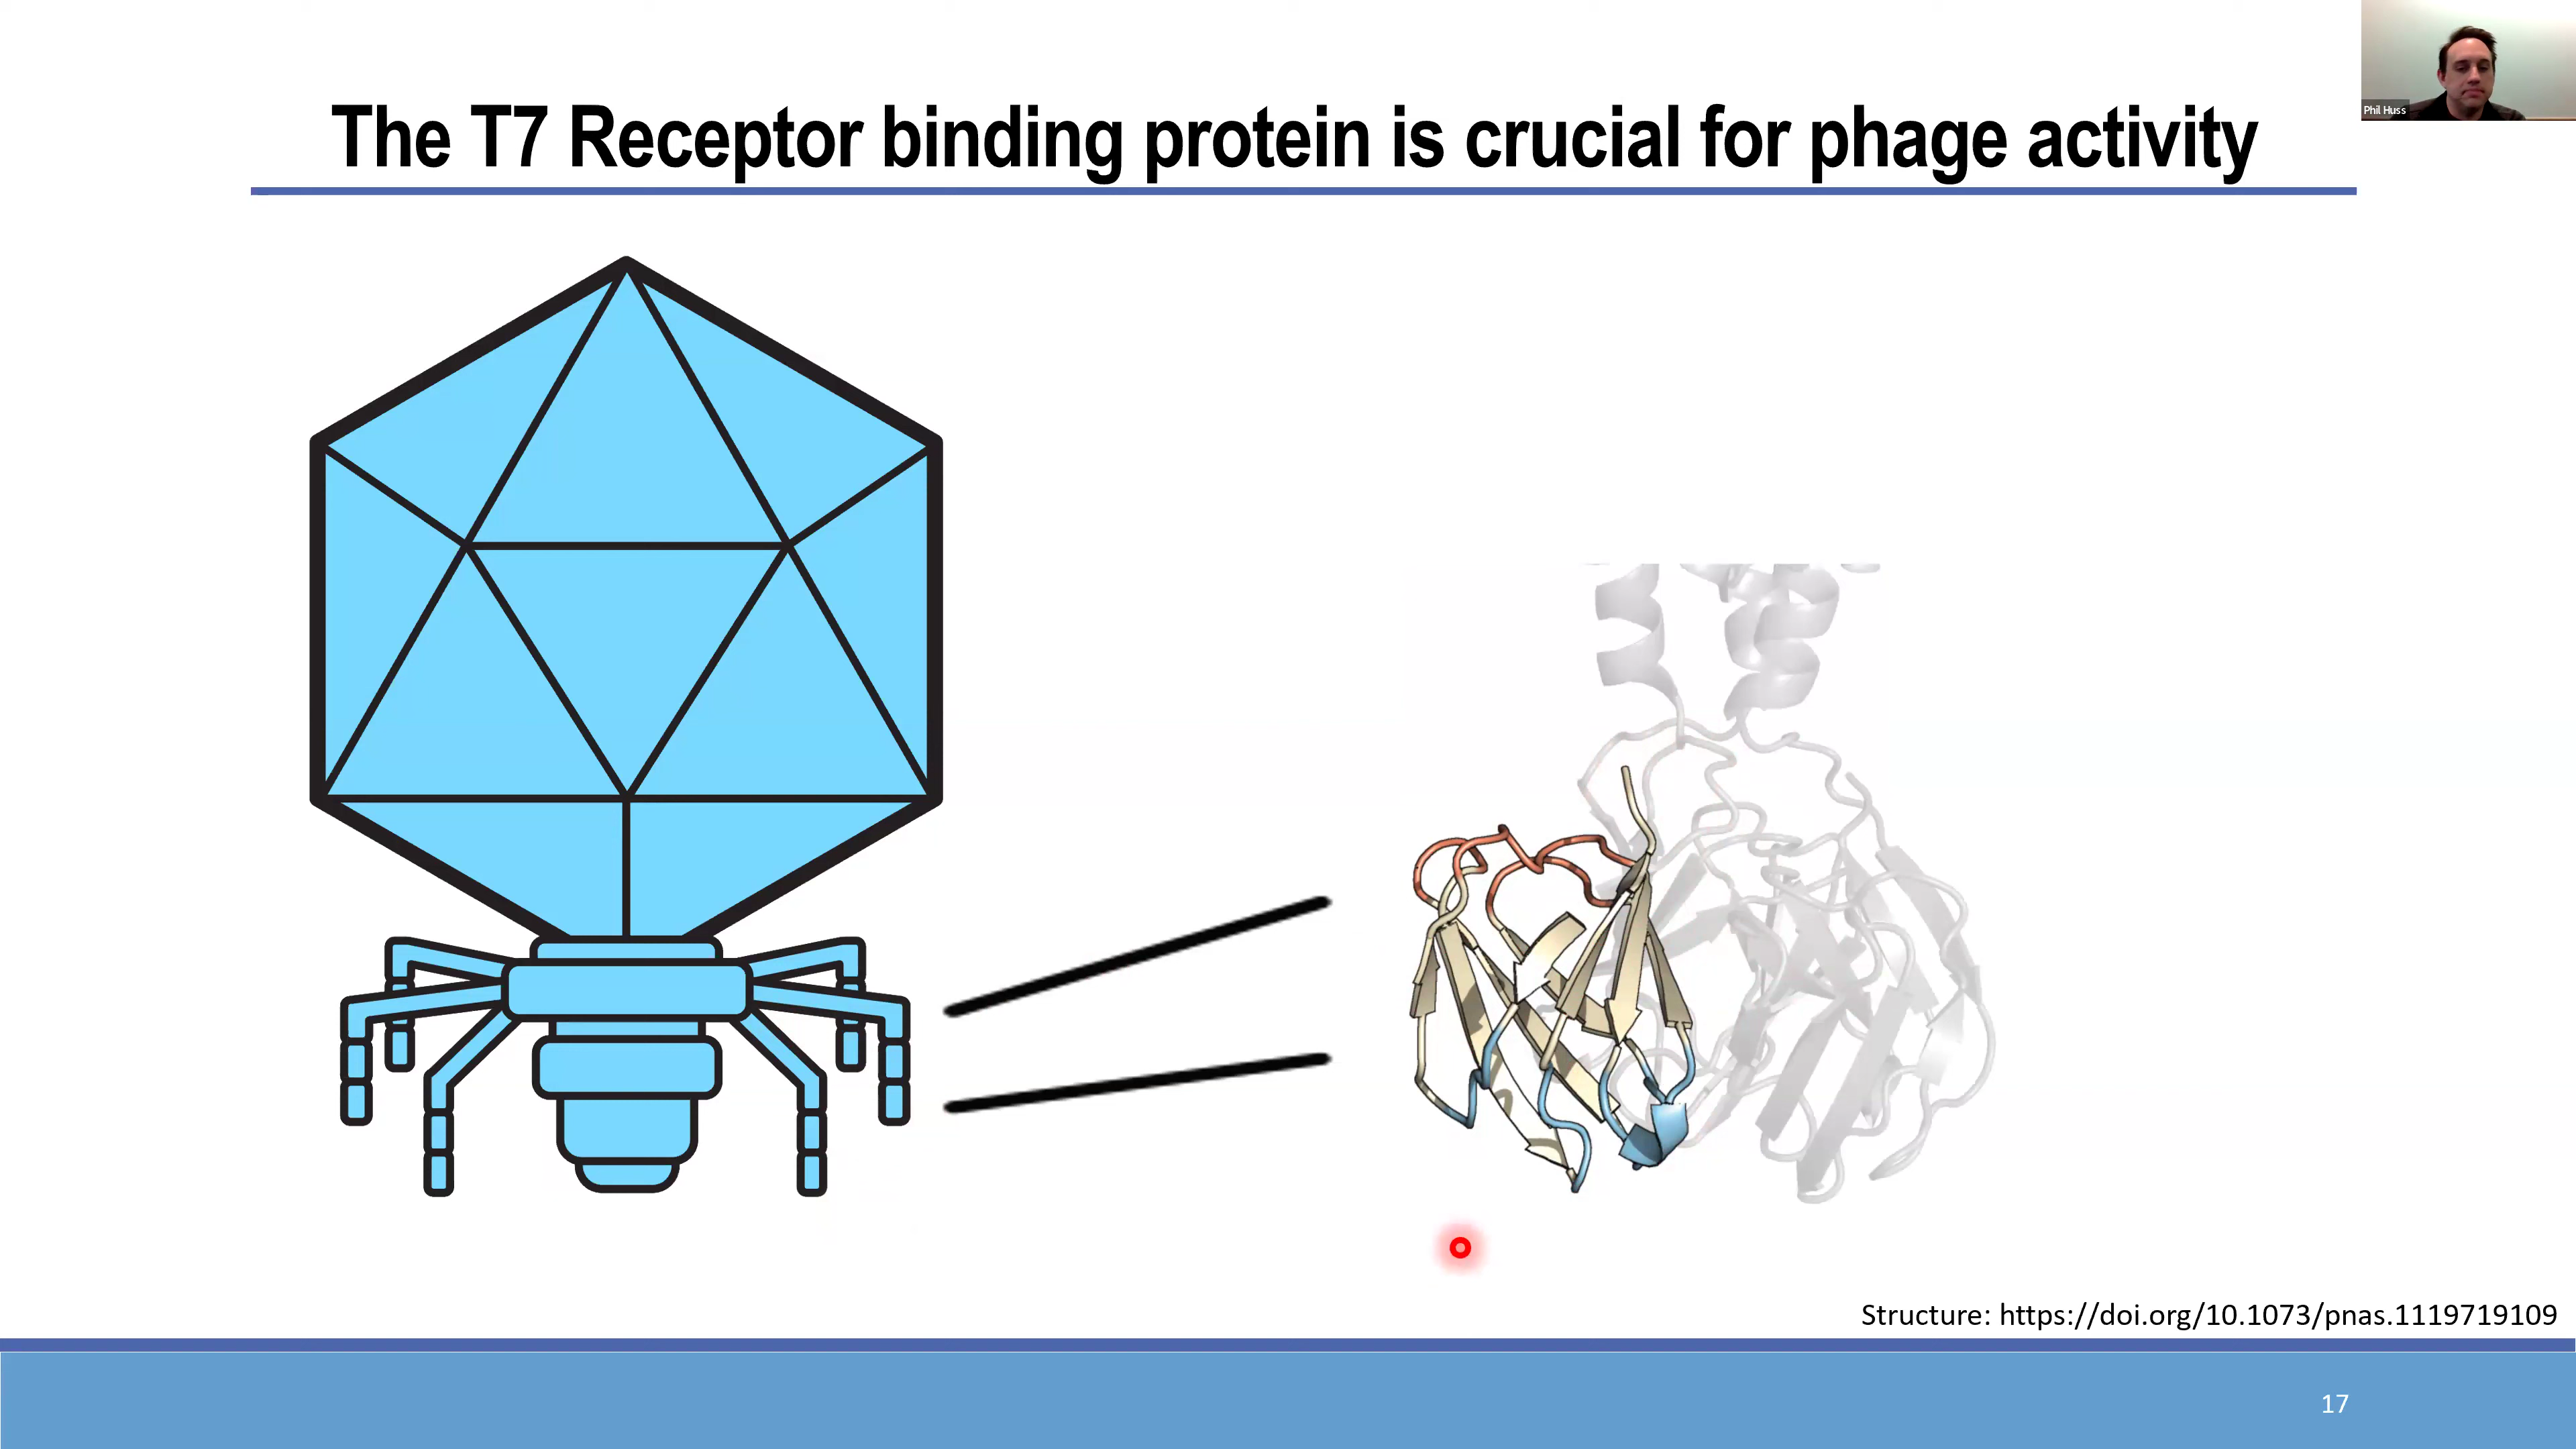 The T7 Receptor binding protein is crucial for phage activity
Phil Huss
Structure: https://doi.org/10.1073/pnas.1119719109
17